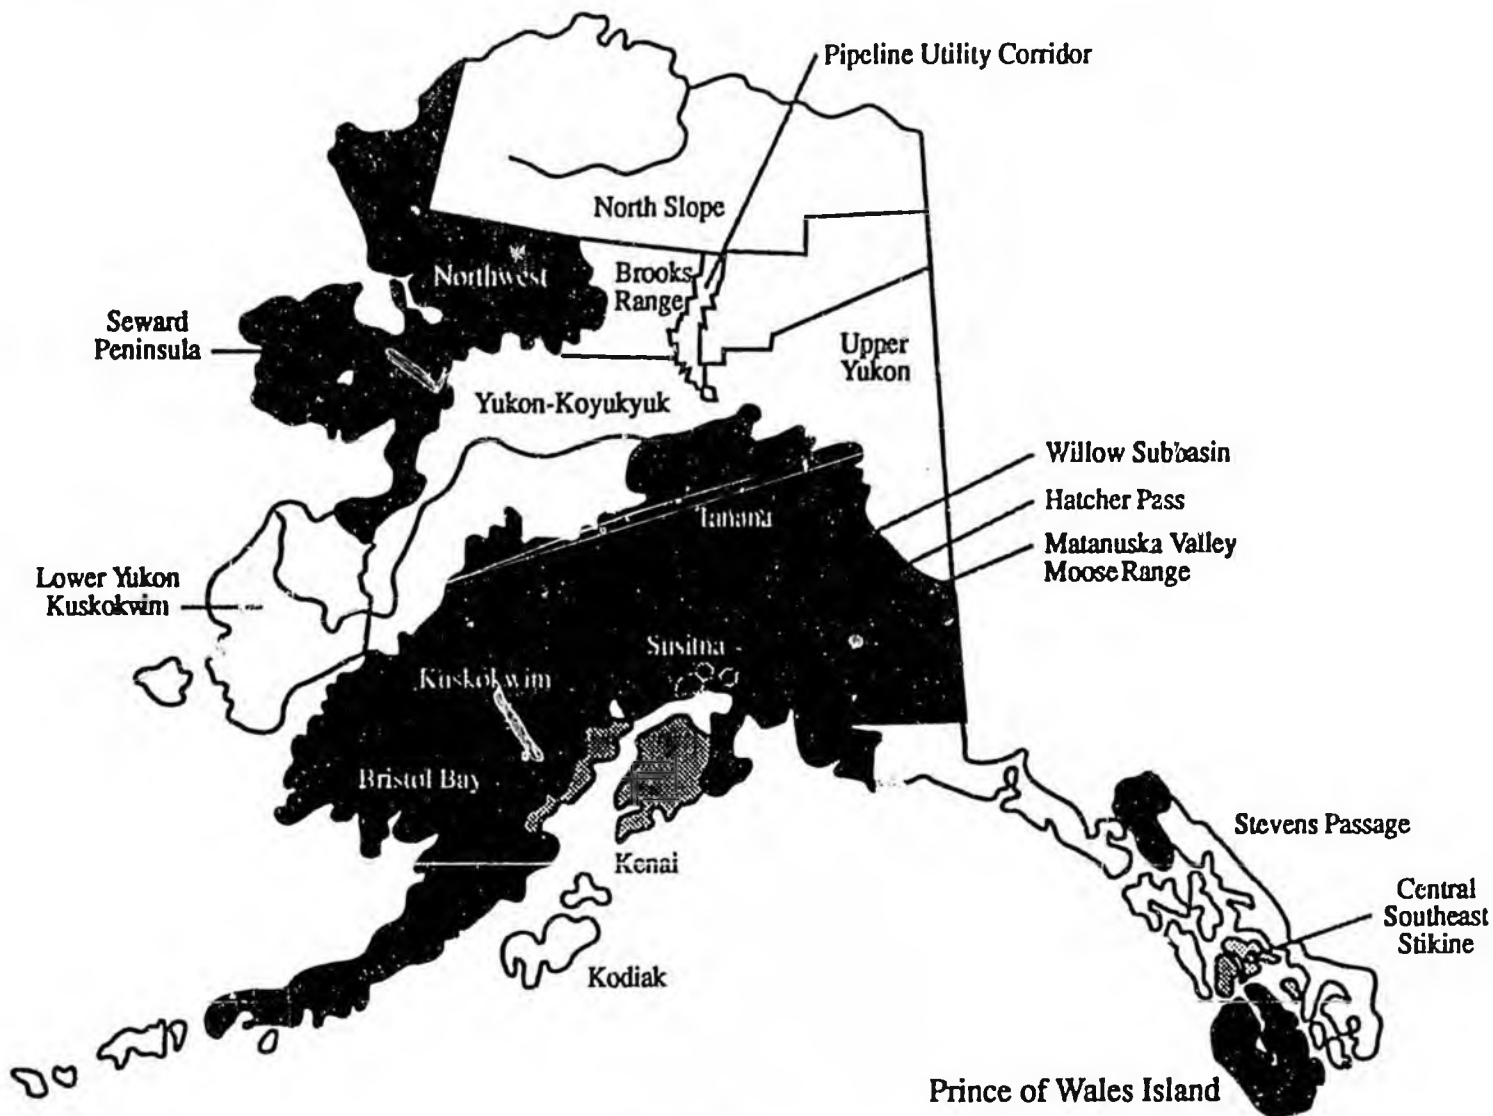 Pipeline Utility Corridor
North Slope
Northwest
Brooks
Range
Seward
Peninsula
Upper
Yukon
Yukon-Koyukyuk
Willow Subbasin
Hatcher Pass
Tanana
Matanuska Valley
Moose Range
Lower Yukon
Kuskokwim
Susitna
Kuskokwim
Bristol Bay
Stevens Passage
Kenai
Central
Southeast
Stikine
Kodiak
Prince of Wales Island